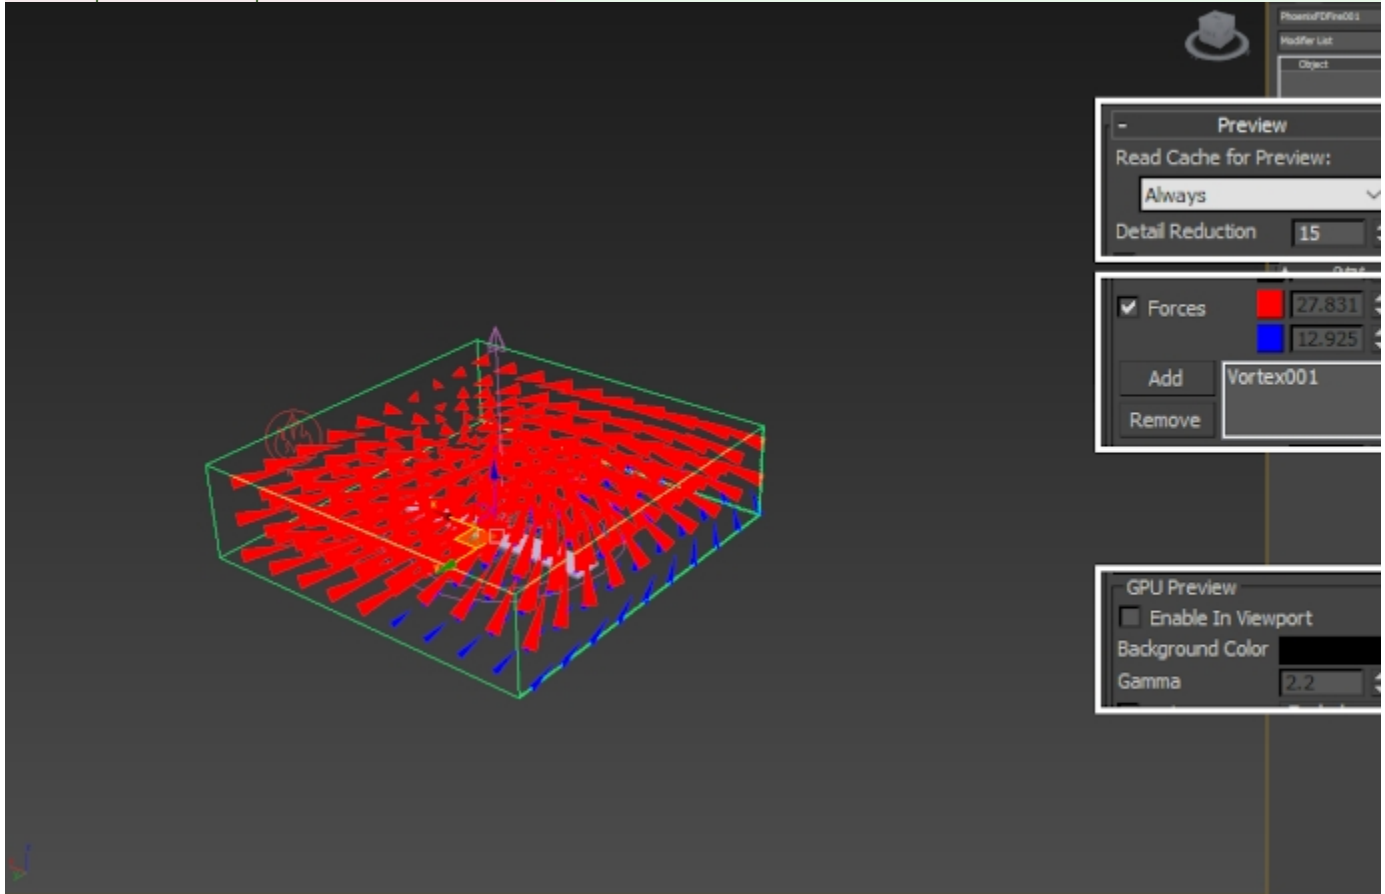 PhoenixFDFire001
Modifier List
Object
- Preview
Read Cache for Preview:
Always
Detail Reduction 15
Output
Forces 27.831
12.925
Add Vortex001
Remove
GPU Preview
Enable In Viewport
Background Color
Gamma 2.2